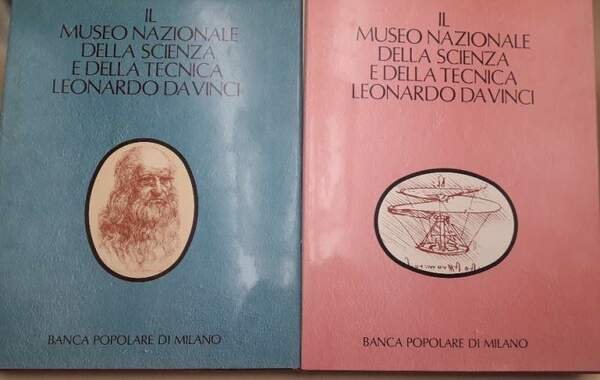 IL
MUSEO NAZIONALE
DELLA SCIENZA
E DELLA TECNICA
LEONARDO DA VINCI
BANCA POPOLARE DI MILANO
IL
MUSEO NAZIONALE
DELLA SCIENZA
E DELLA TECNICA
LEONARDO DA VINCI
BANCA POPOLARE DI MILANO